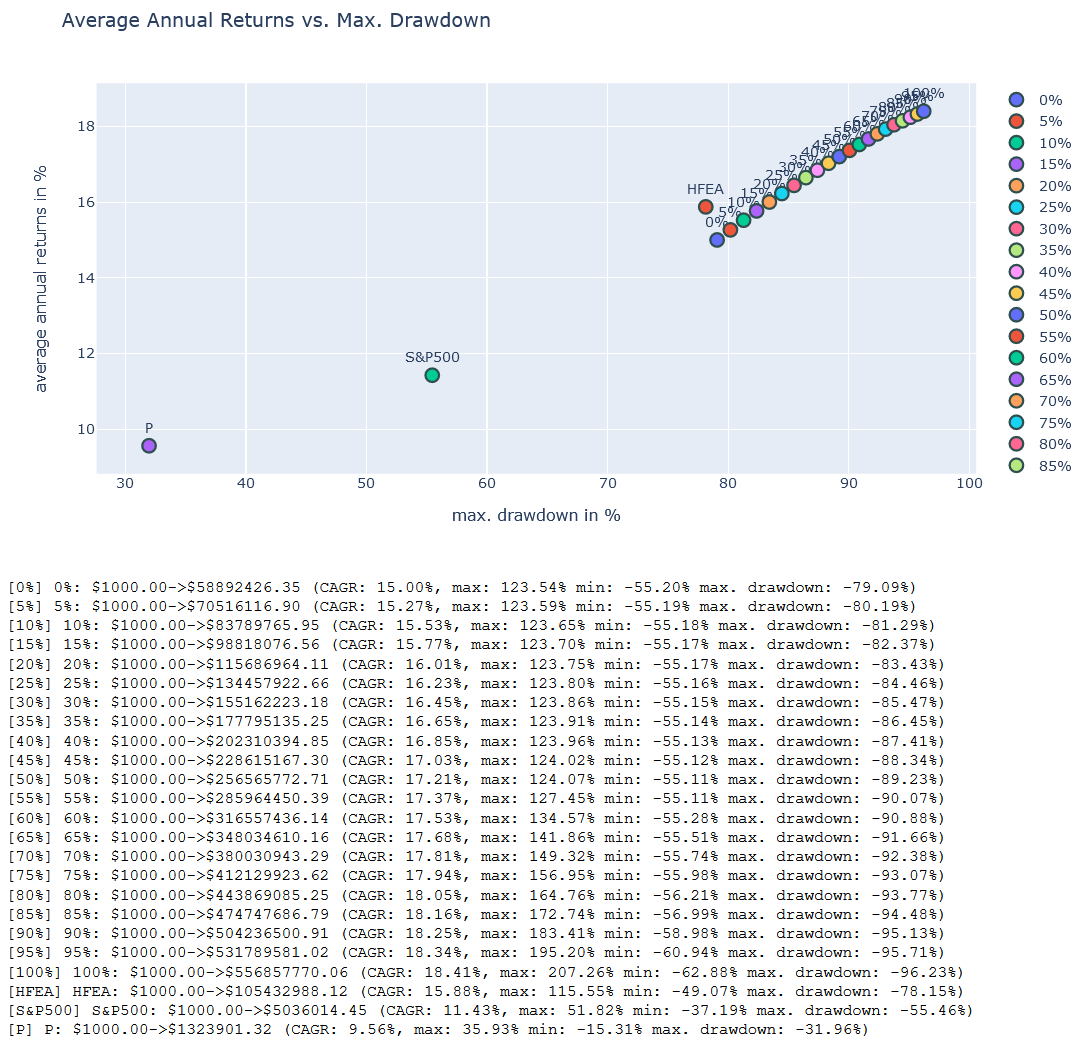 Average Annual Returns vs. Max. Drawdown
average annual returns in %
18
16
14
12
10
P
S&P500
HFEA
0%
5%
10%
15%
20%
25%
30%
35%
40%
45%
50%
55%
60%
65%
70%
75%
80%
85%
100%
30
40
50
60
70
80
90
100
max. drawdown in %
0%
5%
10%
15%
20%
25%
30%
35%
40%
45%
50%
55%
60%
65%
70%
75%
80%
85%
[0%] 0%: $1000.00->$58892426.35 (CAGR: 15.00%, max: 123.54% min: -55.20% max. drawdown: -79.09%)
[5%] 5%: $1000.00->$70516116.90 (CAGR: 15.27%, max: 123.59% min: -55.19% max. drawdown: -80.19%)
[10%] 10%: $1000.00->$83789765.95 (CAGR: 15.53%, max: 123.65% min: -55.18% max. drawdown: -81.29%)
[15%] 15%: $1000.00->$98818076.56 (CAGR: 15.77%, max: 123.70% min: -55.17% max. drawdown: -82.37%)
[20%] 20%: $1000.00->$115686964.11 (CAGR: 16.01%, max: 123.75% min: -55.17% max. drawdown: -83.43%)
[25%] 25%: $1000.00->$134457922.66 (CAGR: 16.23%, max: 123.80% min: -55.16% max. drawdown: -84.46%)
[30%] 30%: $1000.00->$155162223.18 (CAGR: 16.45%, max: 123.86% min: -55.15% max. drawdown: -85.47%)
[35%] 35%: $1000.00->$177795135.25 (CAGR: 16.65%, max: 123.91% min: -55.14% max. drawdown: -86.45%)
[40%] 40%: $1000.00->$202310394.85 (CAGR: 16.85%, max: 123.96% min: -55.13% max. drawdown: -87.41%)
[45%] 45%: $1000.00->$228615167.30 (CAGR: 17.03%, max: 124.02% min: -55.12% max. drawdown: -88.34%)
[50%] 50%: $1000.00->$256565772.71 (CAGR: 17.21%, max: 124.07% min: -55.11% max. drawdown: -89.23%)
[55%] 55%: $1000.00->$285964450.39 (CAGR: 17.37%, max: 127.45% min: -55.11% max. drawdown: -90.07%)
[60%] 60%: $1000.00->$316557436.14 (CAGR: 17.53%, max: 134.57% min: -55.28% max. drawdown: -90.88%)
[65%] 65%: $1000.00->$348034610.16 (CAGR: 17.68%, max: 141.86% min: -55.51% max. drawdown: -91.66%)
[70%] 70%: $1000.00->$380030943.29 (CAGR: 17.81%, max: 149.32% min: -55.74% max. drawdown: -92.38%)
[75%] 75%: $1000.00->$412129923.62 (CAGR: 17.94%, max: 156.95% min: -55.98% max. drawdown: -93.07%)
[80%] 80%: $1000.00->$443869085.25 (CAGR: 18.05%, max: 164.76% min: -56.21% max. drawdown: -93.77%)
[85%] 85%: $1000.00->$474747686.79 (CAGR: 18.16%, max: 172.74% min: -56.99% max. drawdown: -94.48%)
[90%] 90%: $1000.00->$504236500.91 (CAGR: 18.25%, max: 183.41% min: -58.98% max. drawdown: -95.13%)
[95%] 95%: $1000.00->$531789581.02 (CAGR: 18.34%, max: 195.20% min: -60.94% max. drawdown: -95.71%)
[100%] 100%: $1000.00->$556857770.06 (CAGR: 18.41%, max: 207.26% min: -62.88% max. drawdown: -96.23%)
[HFEA] HFEA: $1000.00->$105432988.12 (CAGR: 15.88%, max: 115.55% min: -49.07% max. drawdown: -78.15%)
[S&P500] S&P500: $1000.00->$5036014.45 (CAGR: 11.43%, max: 51.82% min: -37.19% max. drawdown: -55.46%)
[P] P: $1000.00->$1323901.32 (CAGR: 9.56%, max: 35.93% min: -15.31% max. drawdown: -31.96%)